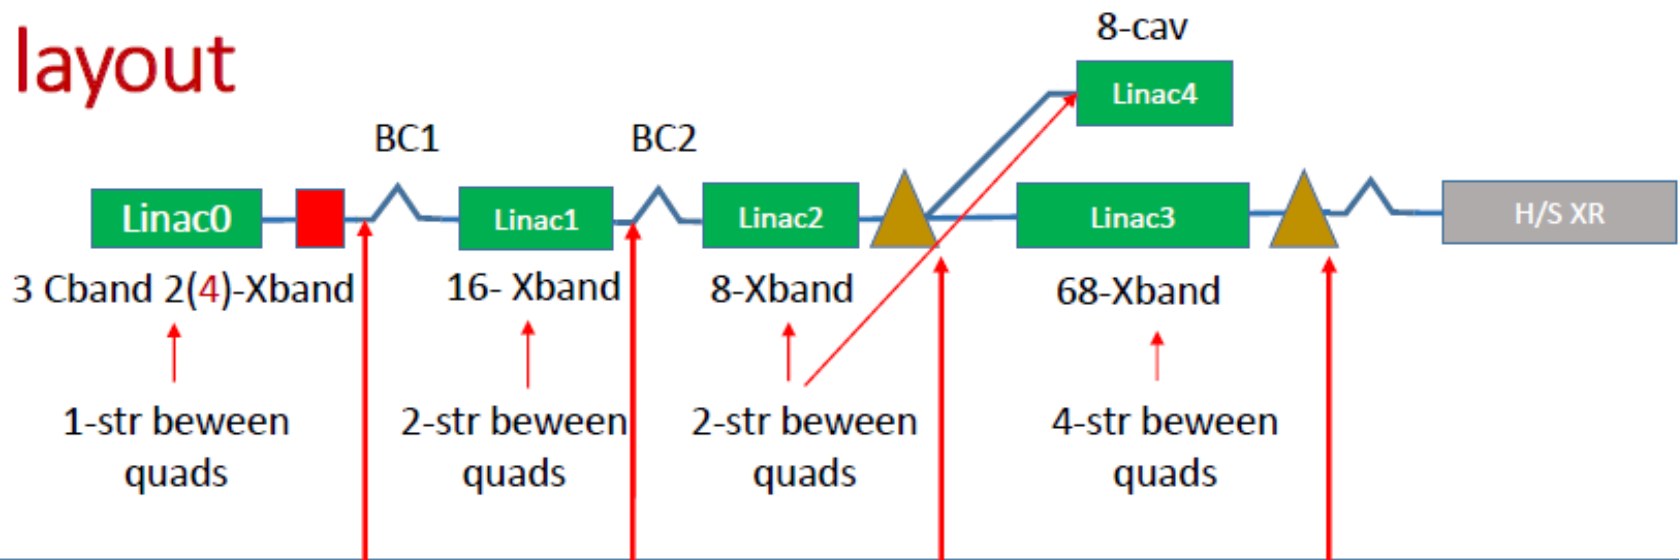 layout
8-cav
Linac4
BC1
BC2
Linac0
Linac1
Linac2
Linac3
H/S XR
3 Cband 2(4)-Xband
16- Xband
8-Xband
68-Xband
1-str beween
quads
2-str beween
quads
2-str beween
quads
4-str beween
quads